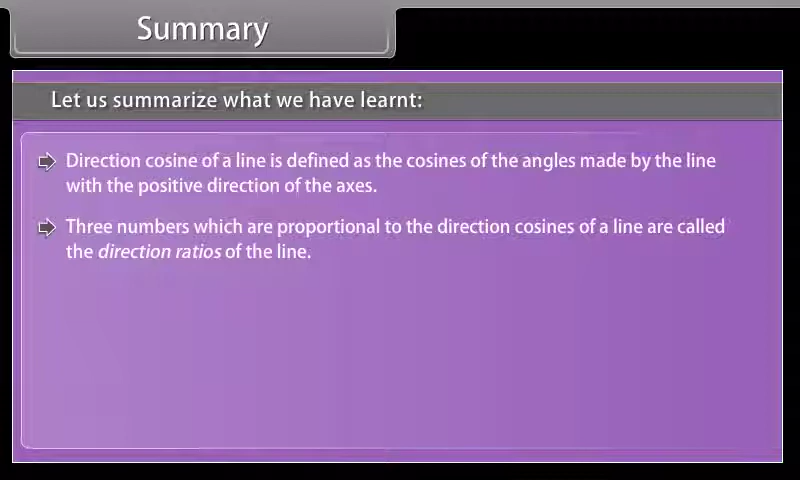 Summary
Let us summarize what we have learnt:
Direction cosine of a line is defined as the cosines of the angles made by the line
with the positive direction of the axes.
Three numbers which are proportional to the direction cosines of a line are called
the direction ratios of the line.